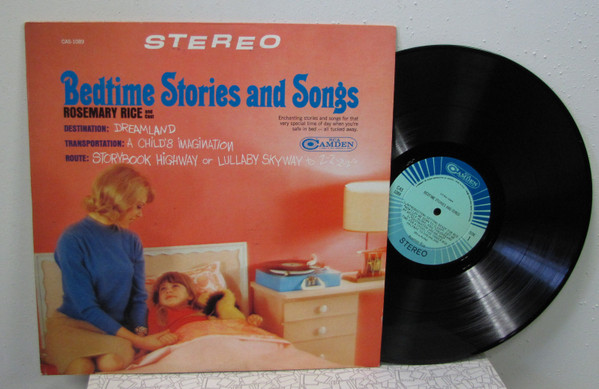 STEREO
Bedtime Stories and Songs
ROSEMARY RICE
Enchanting stories and songs for that
very special time of day when you're
safe in bed — all tucked away.
DESTINATION: DREAMLAND
TRANSPORTATION: A CHILD'S IMAGINATION
ROUTE: STORYBOOK HIGHWAY or LULLABY SKYWAY to
RCA
CAMDEN
CAMDEN
STEREO